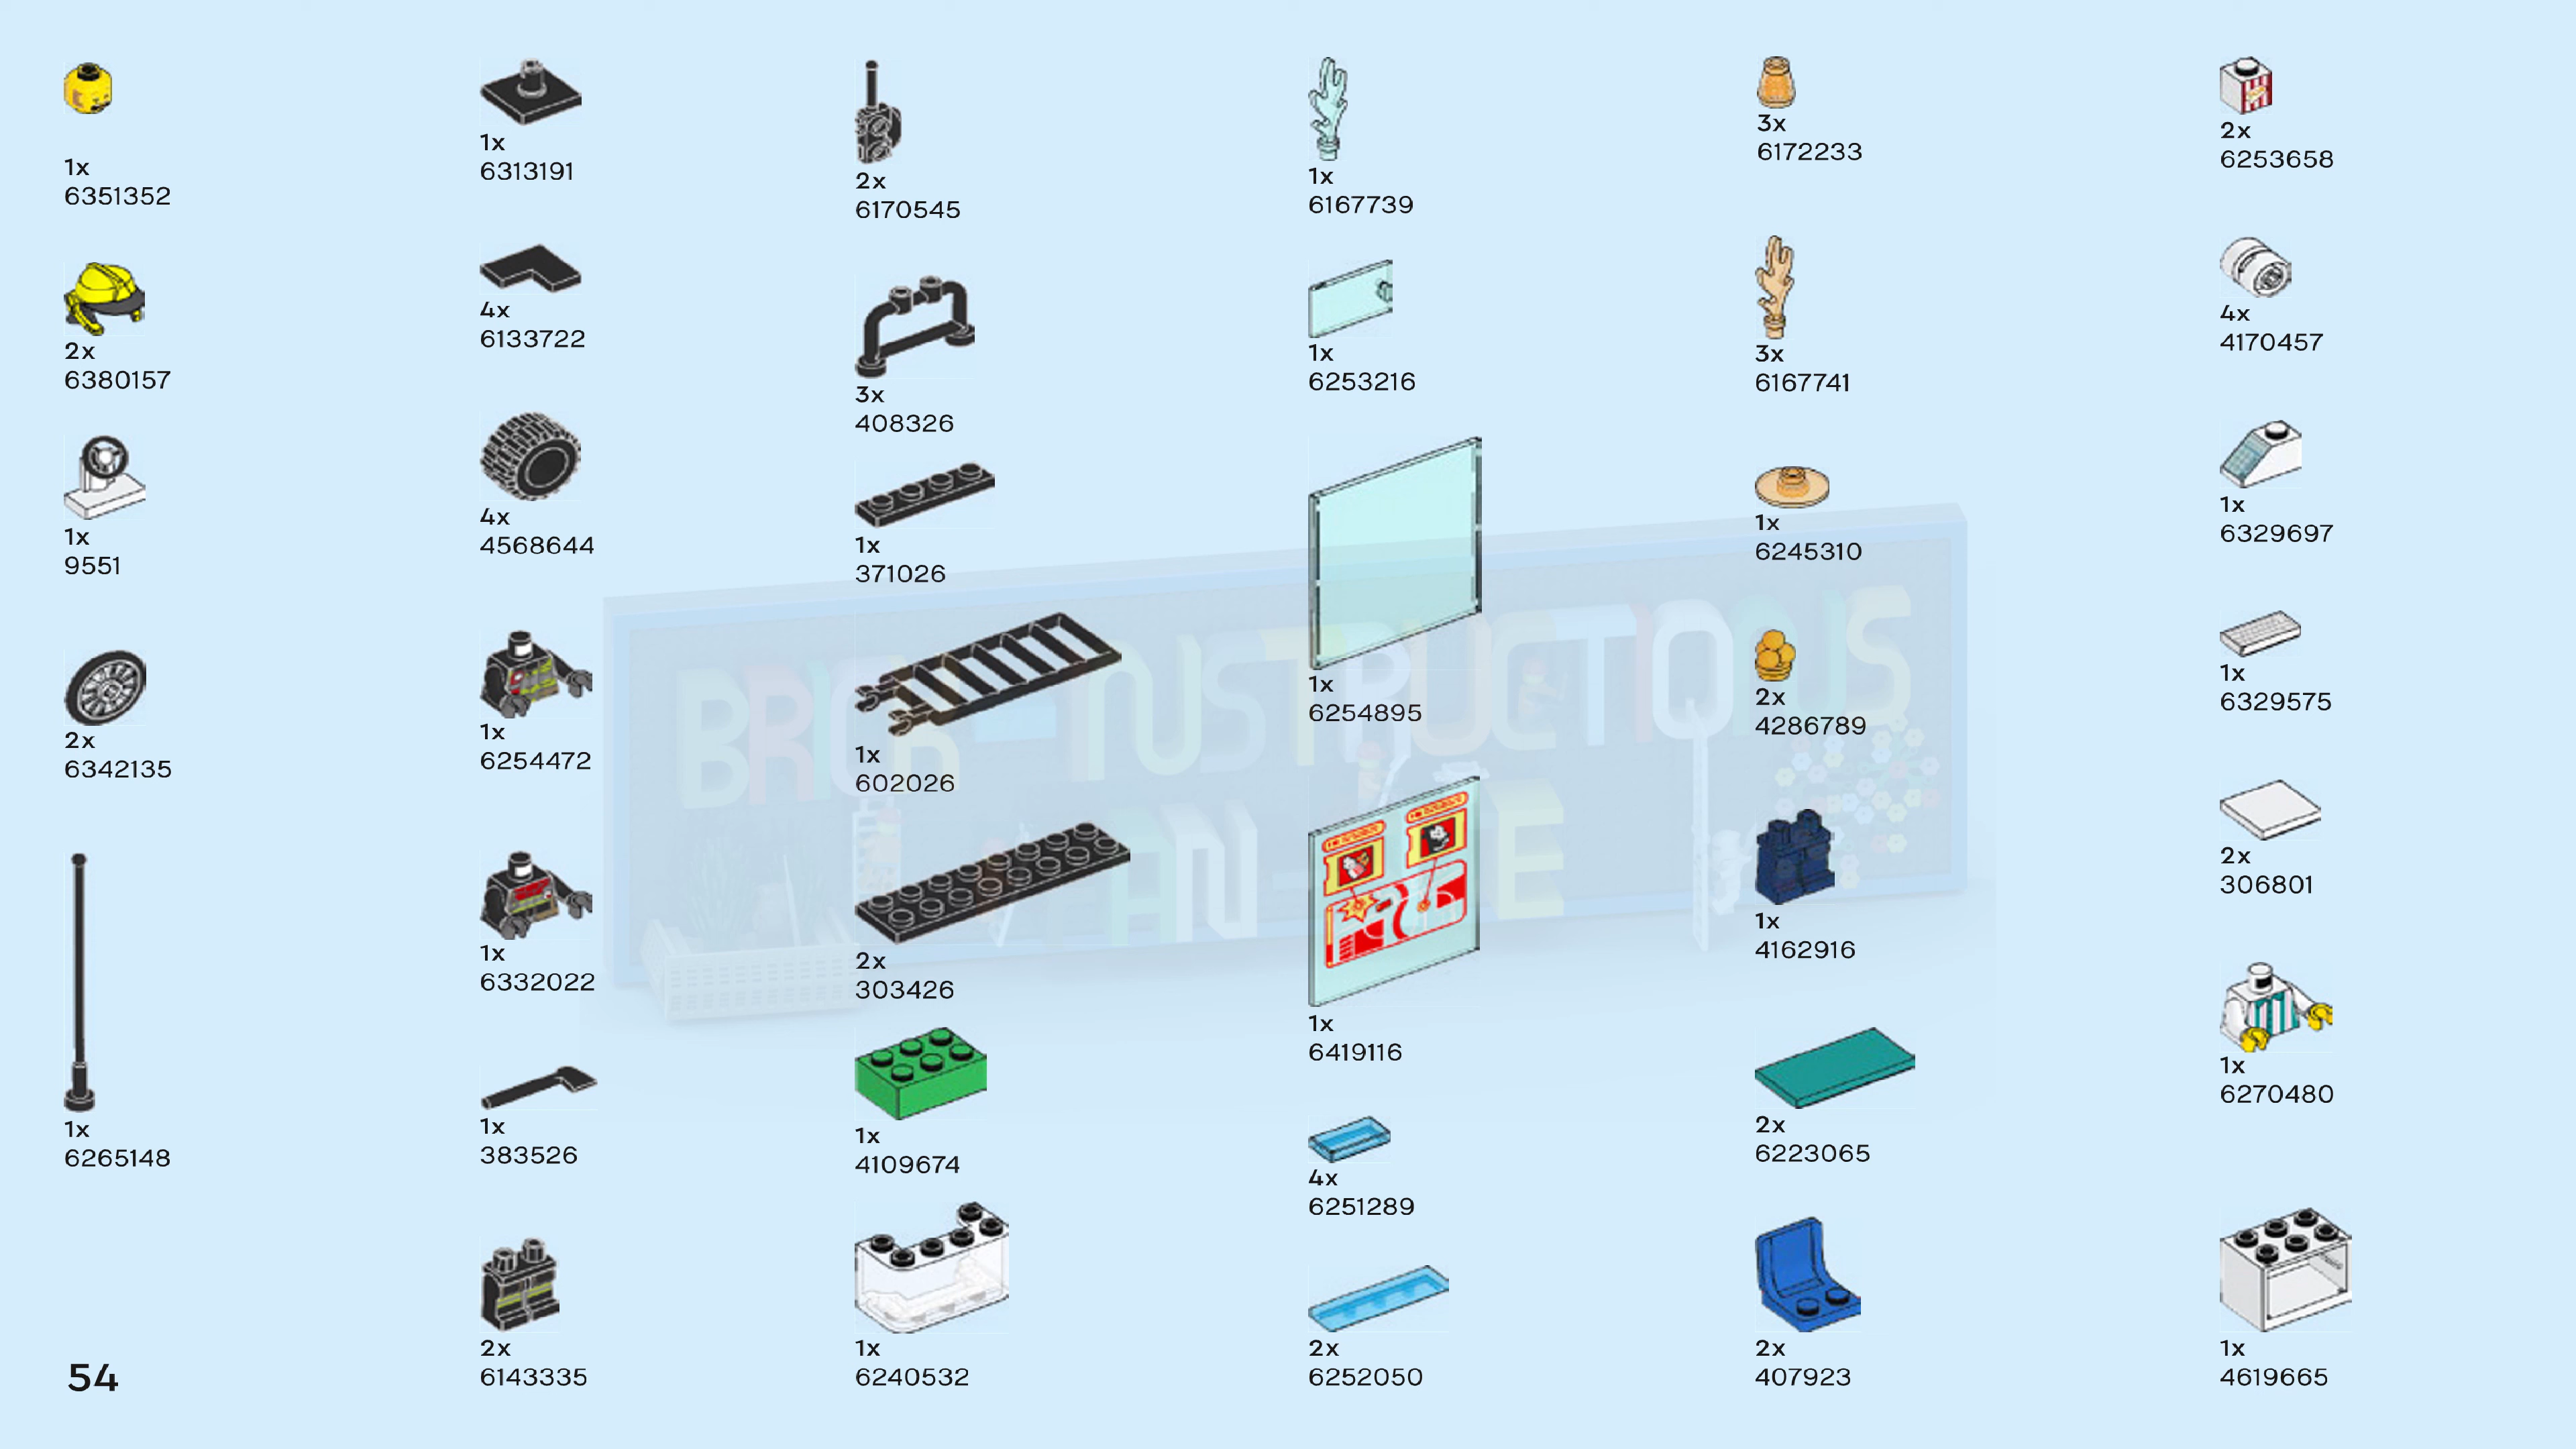 1x
6351352
2x
6380157
1x
9551
2x
6342135
1x
6265148
54
1x
6313191
4x
6133722
4x
4568644
1x
6254472
1x
6332022
1x
383526
2x
6143335
2x
6170545
3x
408326
1x
371026
1x
602026
2x
303426
1x
4109674
1x
6240532
1x
6167739
1x
6253216
1x
6254895
1x
6419116
4x
6251289
2x
6252050
3x
6172233
3x
6167741
1x
6245310
2x
4286789
1x
4162916
2x
6223065
2x
407923
2x
6253658
4x
4170457
1x
6329697
1x
6329575
2x
306801
1x
6270480
1x
4619665
BRICK-INSTRUCTIONS